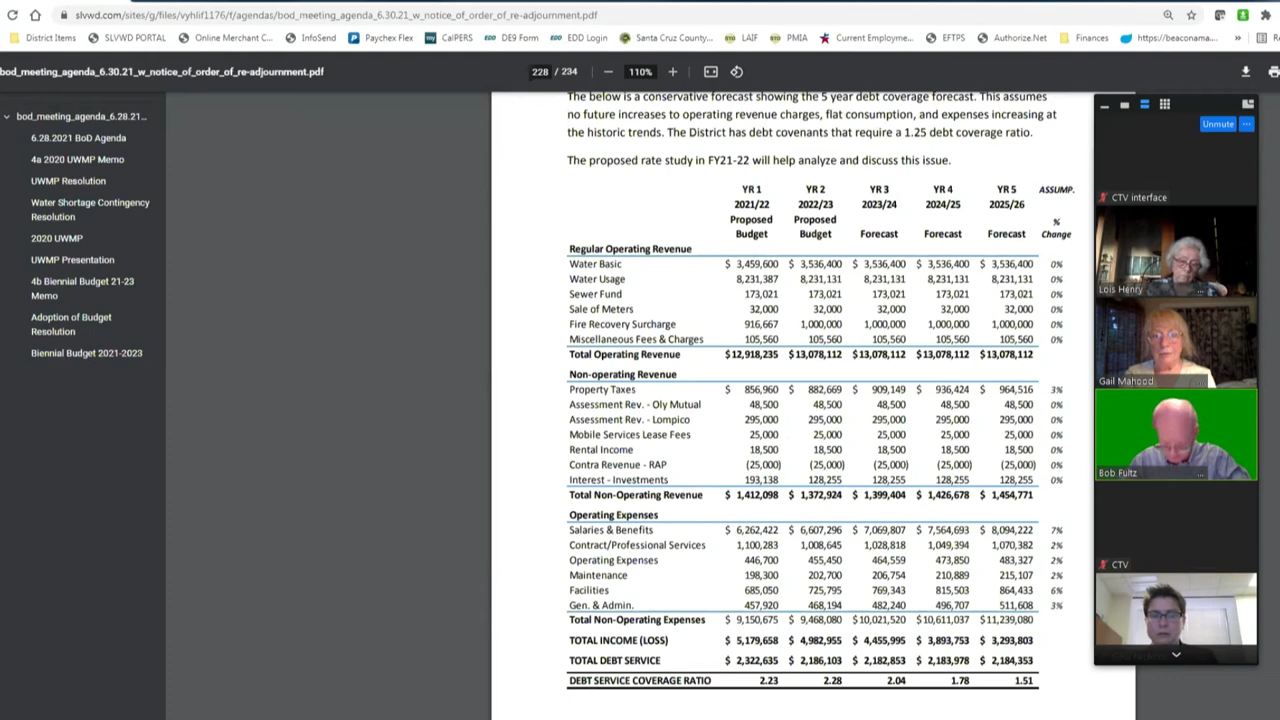 slvwd.com/sites/g/files/vyhlif1176/f/agendas/bod_meeting_agenda_6.30.21_w_notice_of_order_of_re-adjournment.pdf
District Items SLVWD PORTAL Online Merchant C... InfoSend Paychex Flex my CalPERS EDD DE9 Form EDD EDD Login Santa Cruz County... LAIF PMIA Current Employme... EFTPS Authorize.Net Finances https://beaconama... »
bod_meeting_agenda_6.30.21_w_notice_of_order_of_re-adjournment.pdf 228 / 234 — 110% +
bod_meeting_agenda_6.28.21...
6.28.2021 BoD Agenda
4a 2020 UWMP Memo
UWMP Resolution
Water Shortage Contingency
Resolution
2020 UWMP
UWMP Presentation
4b Biennial Budget 21-23
Memo
Adoption of Budget
Resolution
Biennial Budget 2021-2023
The below is a conservative forecast showing the 5 year debt coverage forecast. This assumes
no future increases to operating revenue charges, flat consumption, and expenses increasing at
the historic trends. The District has debt covenants that require a 1.25 debt coverage ratio.
The proposed rate study in FY21-22 will help analyze and discuss this issue.
YR 1 YR 2 YR 3 YR 4 YR 5 ASSUMP.
2021/22 2022/23 2023/24 2024/25 2025/26
Proposed Proposed %
Budget Budget Forecast Forecast Forecast Change
Regular Operating Revenue
Water Basic $ 3,459,600 $ 3,536,400 $ 3,536,400 $ 3,536,400 $ 3,536,400 0%
Water Usage 8,231,387 8,231,131 8,231,131 8,231,131 8,231,131 0%
Sewer Fund 173,021 173,021 173,021 173,021 173,021 0%
Sale of Meters 32,000 32,000 32,000 32,000 32,000 0%
Fire Recovery Surcharge 916,667 1,000,000 1,000,000 1,000,000 1,000,000 0%
Miscellaneous Fees & Charges 105,560 105,560 105,560 105,560 105,560 0%
Total Operating Revenue $12,918,235 $13,078,112 $13,078,112 $13,078,112 $13,078,112
Non-operating Revenue
Property Taxes $ 856,960 $ 882,669 $ 909,149 $ 936,424 $ 964,516 3%
Assessment Rev. - Oly Mutual 48,500 48,500 48,500 48,500 48,500 0%
Assessment Rev. - Lompico 295,000 295,000 295,000 295,000 295,000 0%
Mobile Services Lease Fees 25,000 25,000 25,000 25,000 25,000 0%
Rental Income 18,500 18,500 18,500 18,500 18,500 0%
Contra Revenue - RAP (25,000) (25,000) (25,000) (25,000) (25,000) 0%
Interest - Investments 193,138 128,255 128,255 128,255 128,255 0%
Total Non-Operating Revenue $ 1,412,098 $ 1,372,924 $ 1,399,404 $ 1,426,678 $ 1,454,771
Operating Expenses
Salaries & Benefits $ 6,262,422 $ 6,607,296 $ 7,069,807 $ 7,564,693 $ 8,094,222 7%
Contract/Professional Services 1,100,283 1,008,645 1,028,818 1,049,394 1,070,382 2%
Operating Expenses 446,700 455,450 464,559 473,850 483,327 2%
Maintenance 198,300 202,700 206,754 210,889 215,107 2%
Facilities 685,050 725,795 769,343 815,503 864,433 6%
Gen. & Admin. 457,920 468,194 482,240 496,707 511,608 3%
Total Non-Operating Expenses $ 9,150,675 $ 9,468,080 $10,021,520 $10,611,037 $11,239,080
TOTAL INCOME (LOSS) $ 5,179,658 $ 4,982,955 $ 4,455,995 $ 3,893,753 $ 3,293,803
TOTAL DEBT SERVICE $ 2,322,635 $ 2,186,103 $ 2,182,853 $ 2,183,978 $ 2,184,353
DEBT SERVICE COVERAGE RATIO 2.23 2.28 2.04 1.78 1.51
Unmute ...
CTV interface
Lois Henry ...
Gail Mahood
Bob Fultz ...
CTV